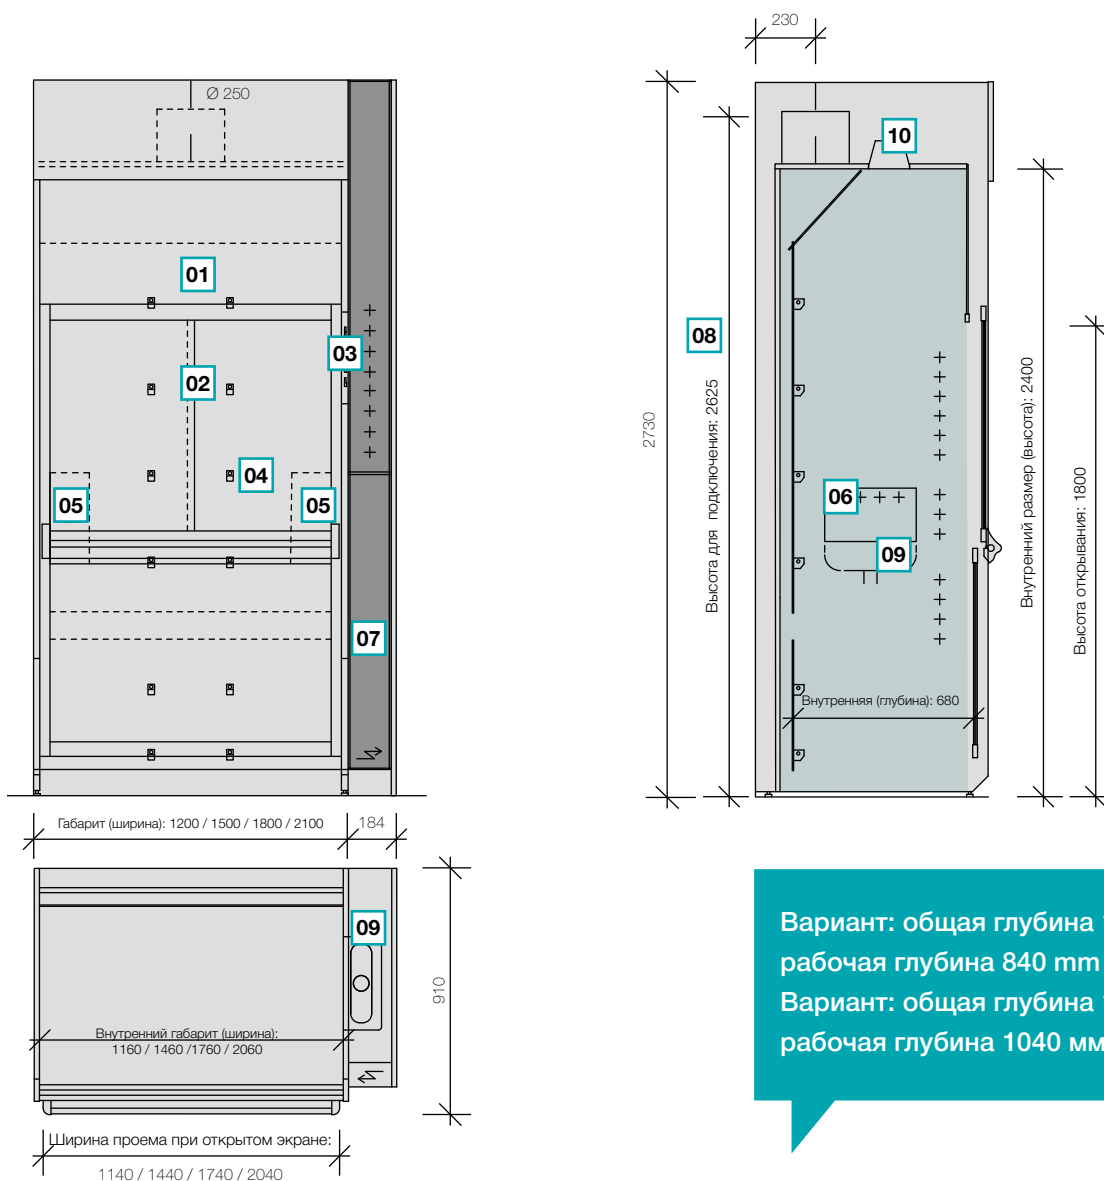 230
Ø 250
10
01
08
03
02
04
05
05
06
09
07
2730
Высота для подключения: 2625
Внутренний размер (высота): 2400
Высота открывания: 1800
Внутренняя (глубина): 680
Габарит (ширина): 1200 / 1500 / 1800 / 2100
184
09
910
Внутренний габарит (ширина):
1160 / 1460 /1760 / 2060
Ширина проема при открытом экране:
1140 / 1440 / 1740 / 2040
Вариант: общая глубина
рабочая глубина 840 mm
Вариант: общая глубина
рабочая глубина 1040 мм